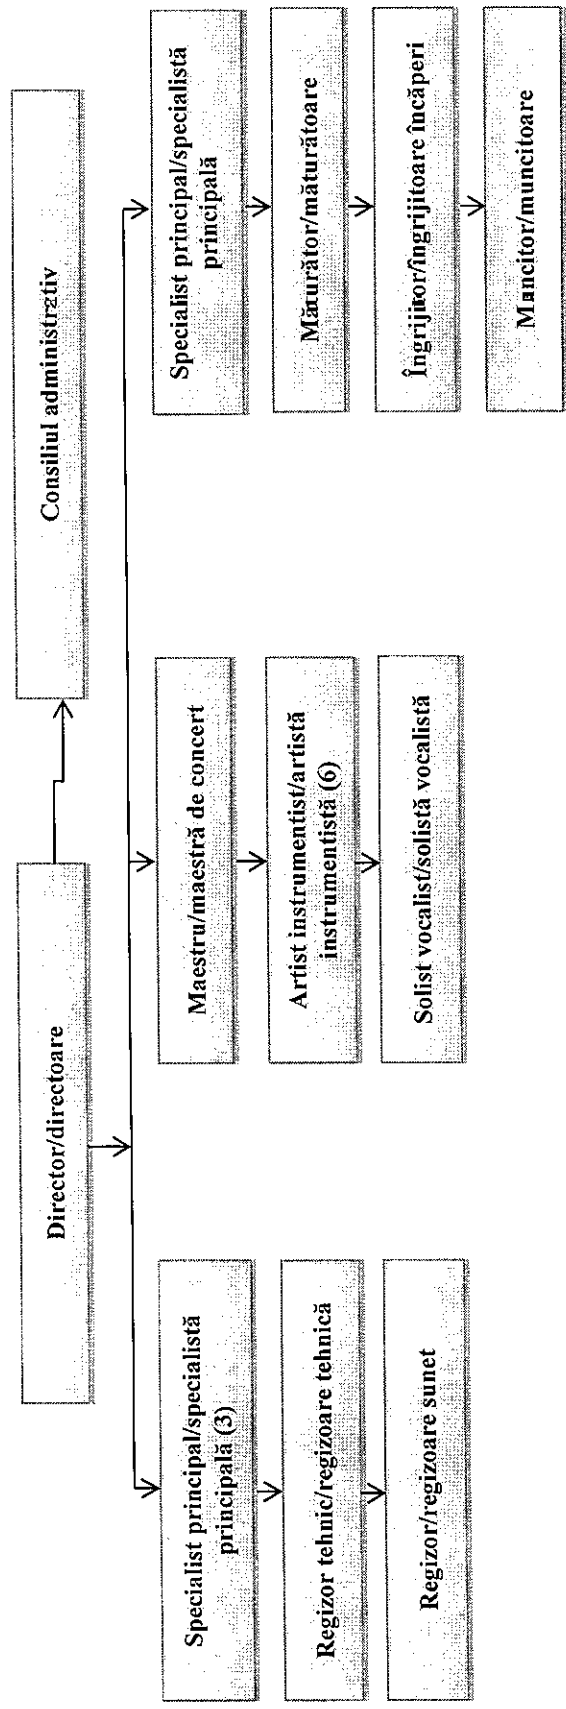 Director/directoare
Consiliul administrativ
Specialist principal/specialistă
principală (3)
Regizor tehnic/regizoare tehnică
Regizor/regizoare sunet
Maestru/maestră de concert
Artist instrumentist/artistă
instrumentistă (6)
Solist vocalist/solistă vocalistă
Specialist principal/specialistă
principală
Măturător/măturătoare
Îngrijitor/îngrijitoare încăperi
Muncitor/muncitoare